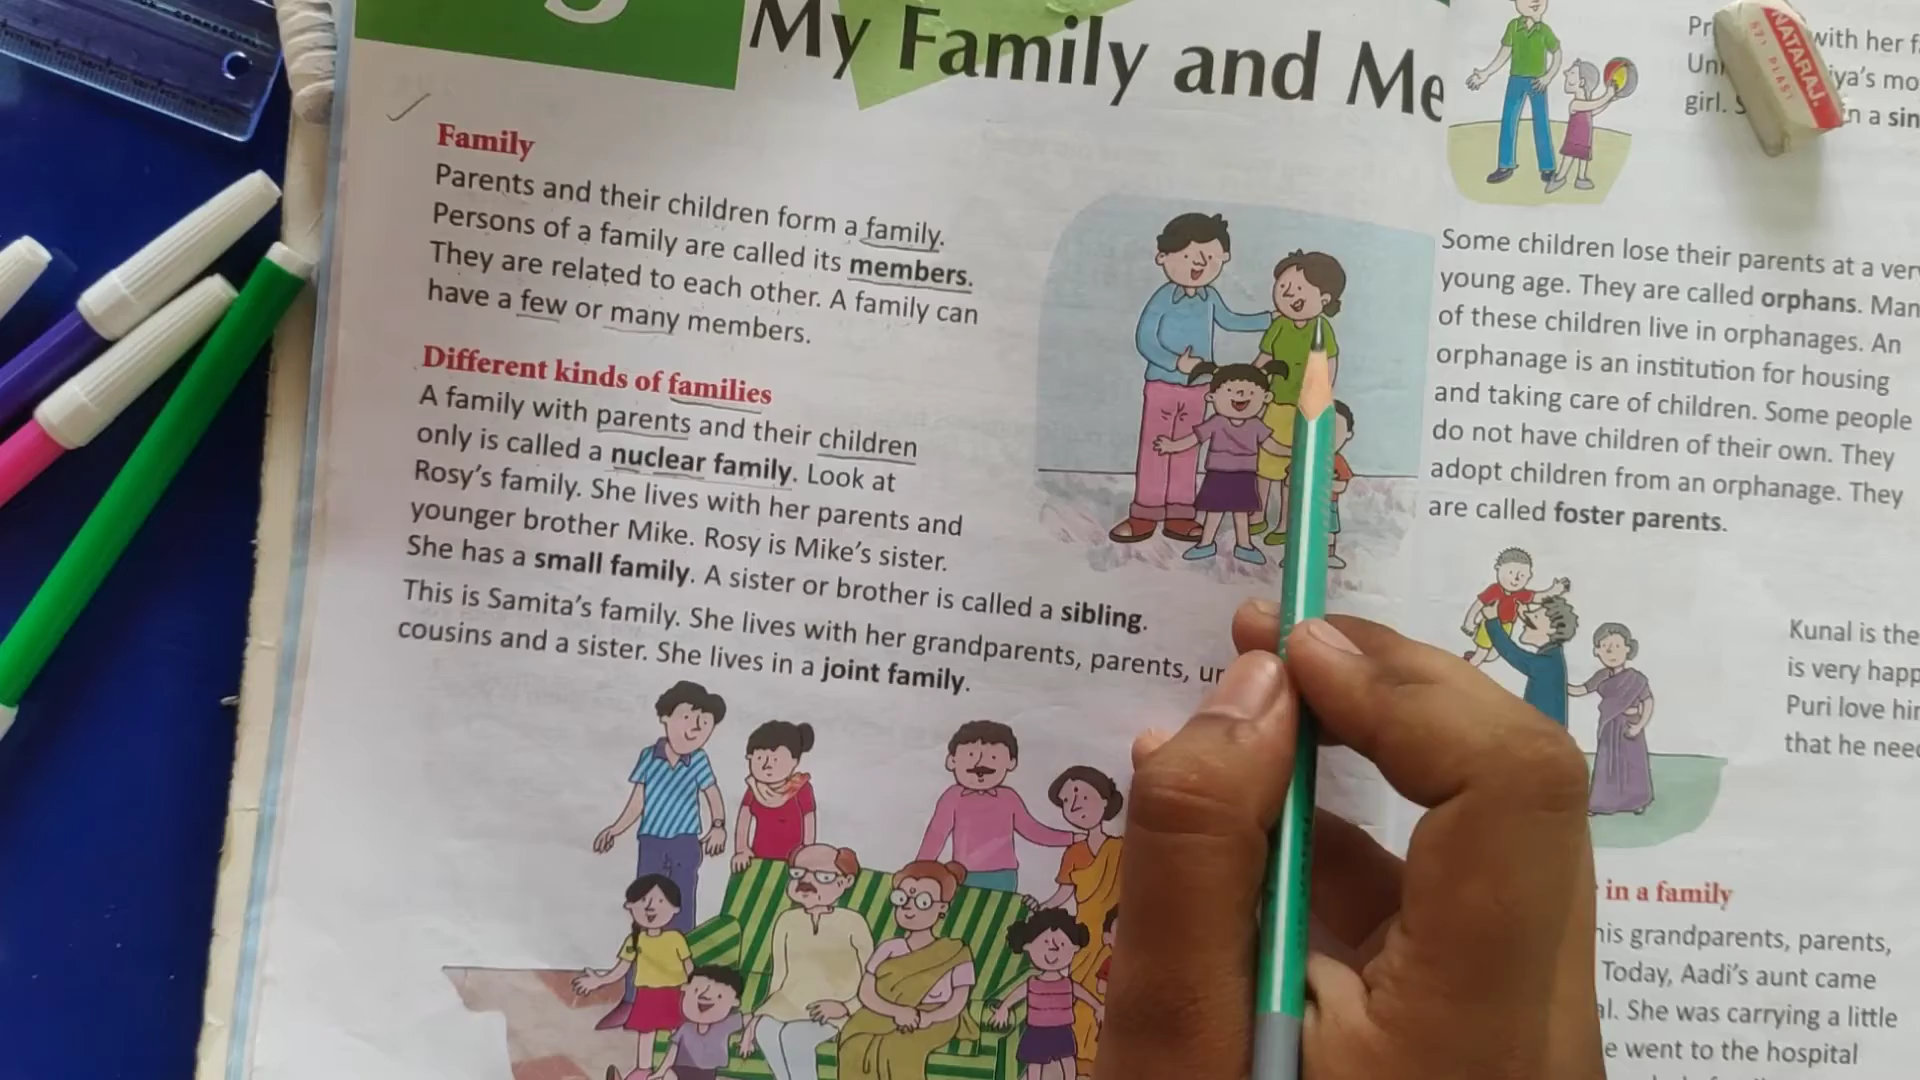 My Family and Me
Family
Parents and their children form a family.
Persons of a family are called its members.
They are related to each other. A family can
have a few or many members.
Different kinds of families
A family with parents and their children
only is called a nuclear family. Look at
Rosy's family. She lives with her parents and
younger brother Mike. Rosy is Mike's sister.
She has a small family. A sister or brother is called a sibling.
This is Samita's family. She lives with her grandparents, parents,
cousins and a sister. She lives in a joint family.
with her
girl. in a
NATARAJ
621 PLASTO
Some children lose their parents at a
young age. They are called orphans.
of these children live in orphanages. An
orphanage is an institution for housing
and taking care of children. Some people
do not have children of their own. They
adopt children from an orphanage. They
are called foster parents.
Kunal is the
is very
Puri love
that he
in a family
grandparents, parents,
Today, Aadi's aunt came
She was carrying a little
went to the hospital